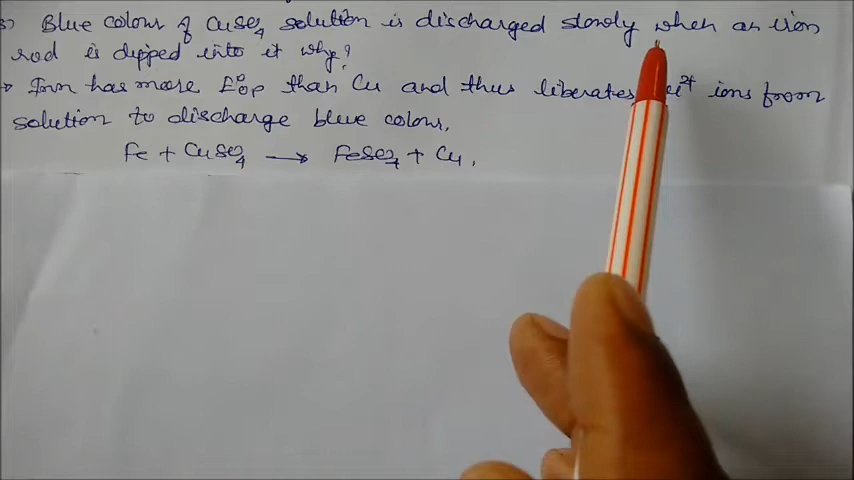 Blue colour of CuSO4 solution is discharged slowly when an iron
rod is dipped into it why?
Iron has more E°op than Cu and thus liberates ions from
solution to discharge blue colour.
Fe + CuSO4 → FeSO4 + Cu.